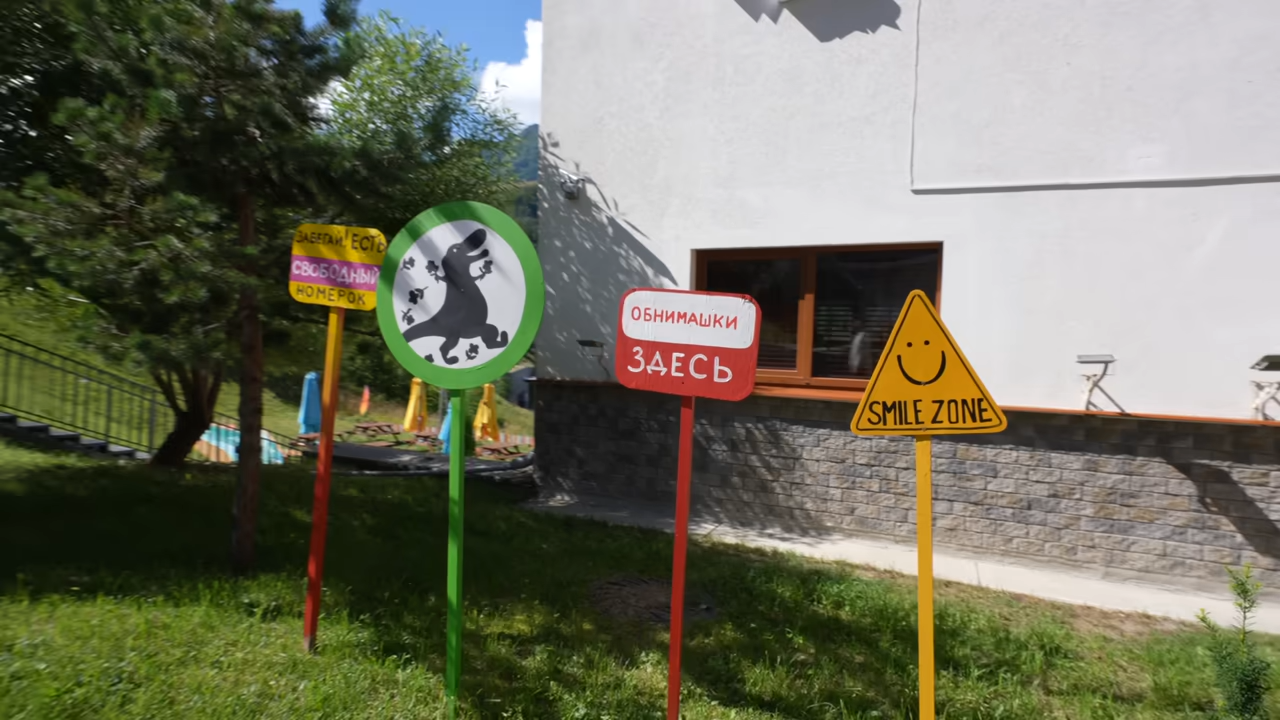 ЗАБЕГАЙ! ЕСТЬ
СВОБОДНЫЙ
НОМЕРОК
ОБНИМАШКИ
ЗДЕСЬ
SMILE ZONE